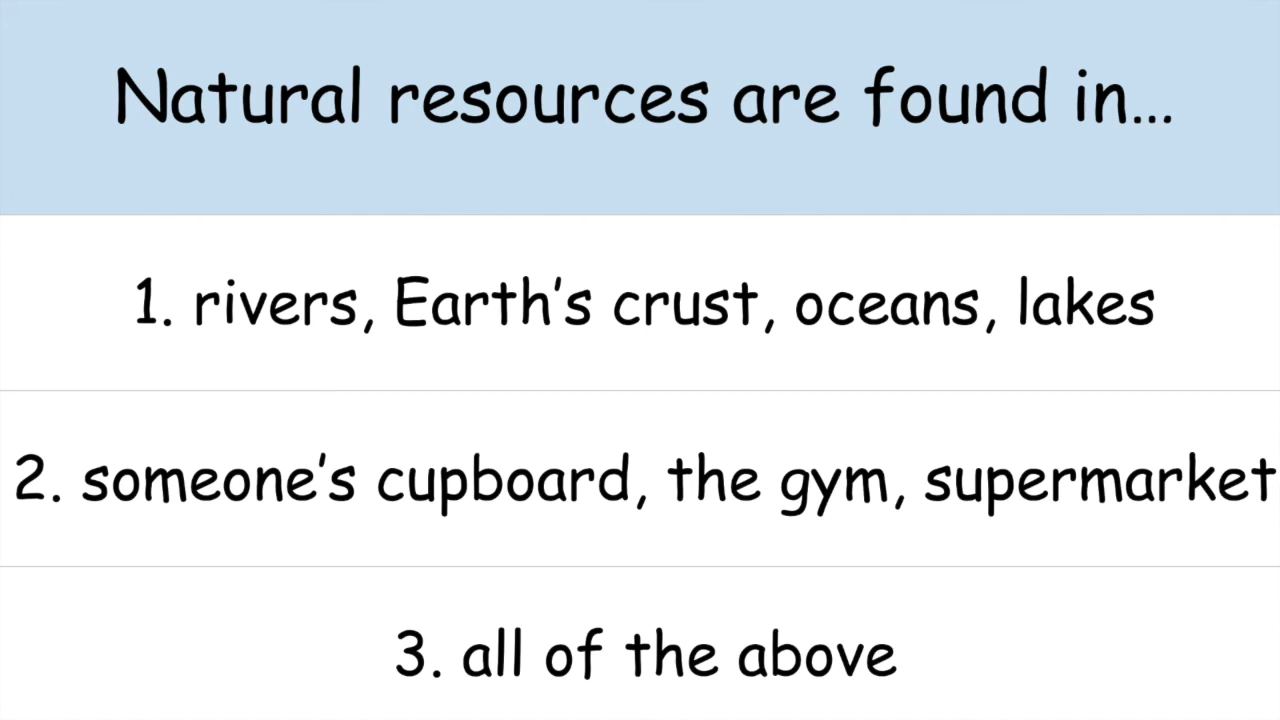 Natural resources are found in...
1. rivers, Earth's crust, oceans, lakes
2. someone's cupboard, the gym, supermarket
3. all of the above